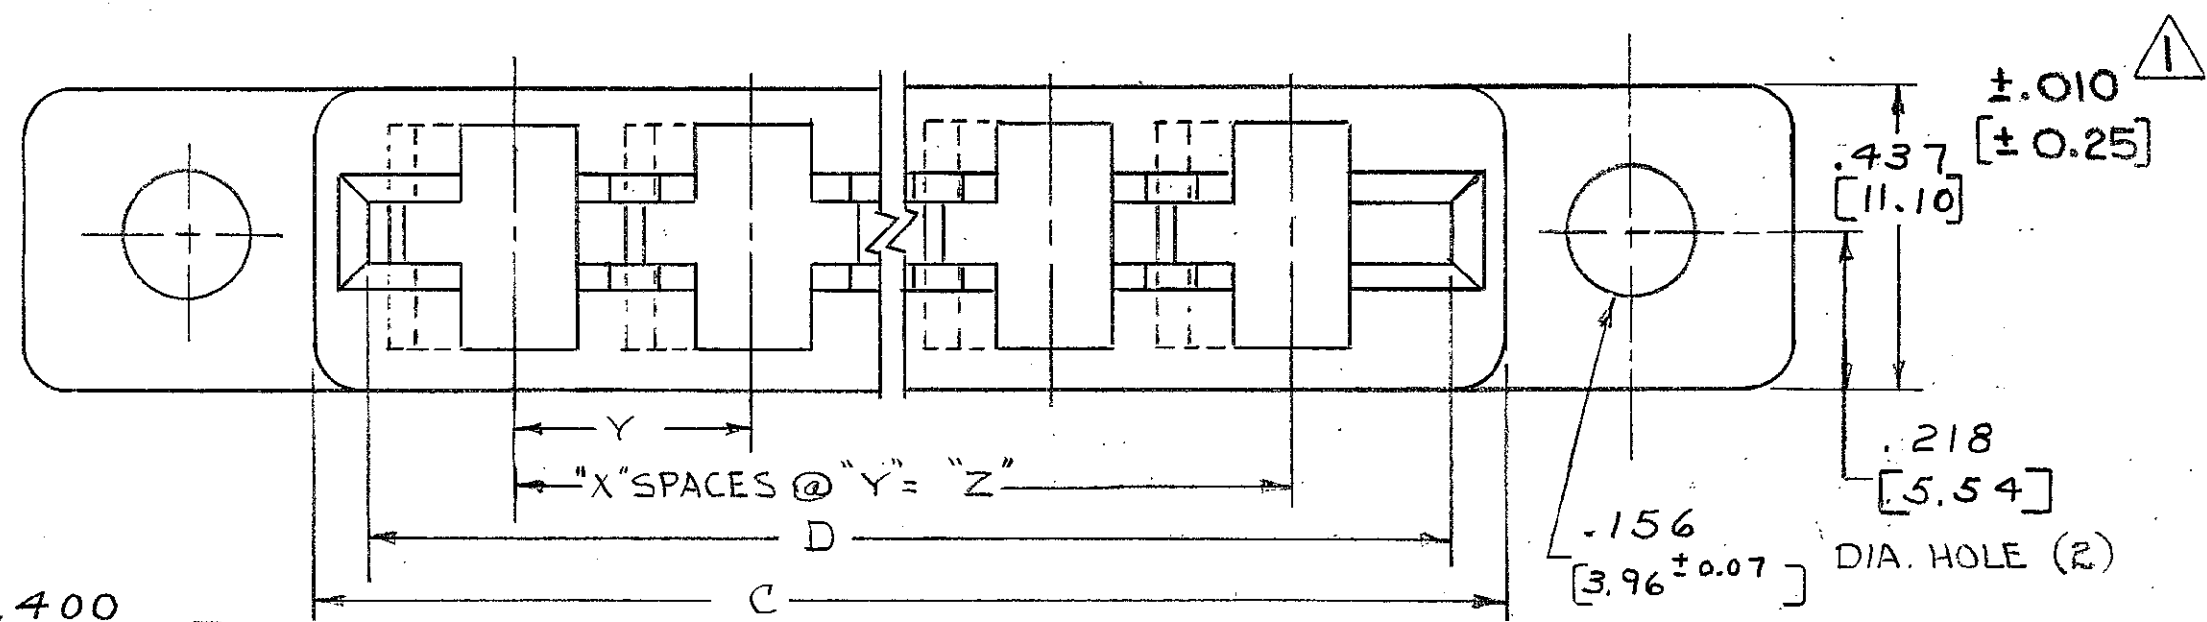 1
±.010
[± 0.25]
.437
[11.10]
Y
"X" SPACES @ "Y" = "Z"
.218
[5.54]
D
.156
[3.96 ±0.07]
DIA. HOLE (2)
C
.400